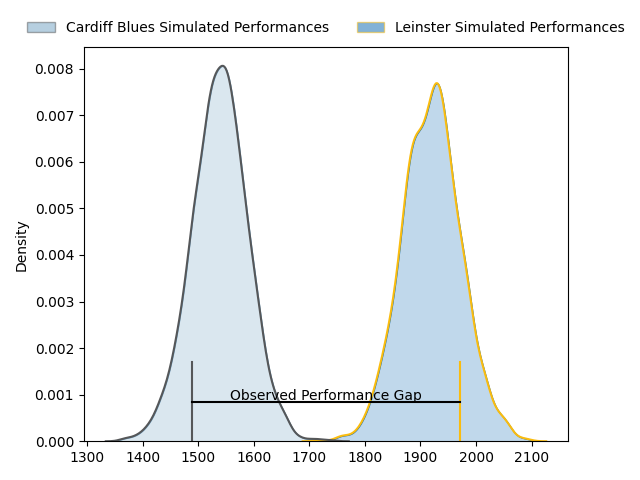 Cardiff Blues Simulated Performances Leinster Simulated Performances
0.008
0.007
0.006
0.005
0.004
0.003
0.002
0.001
0.000
Density
Observed Performance Gap
1300 1400 1500 1600 1700 1800 1900 2000 2100